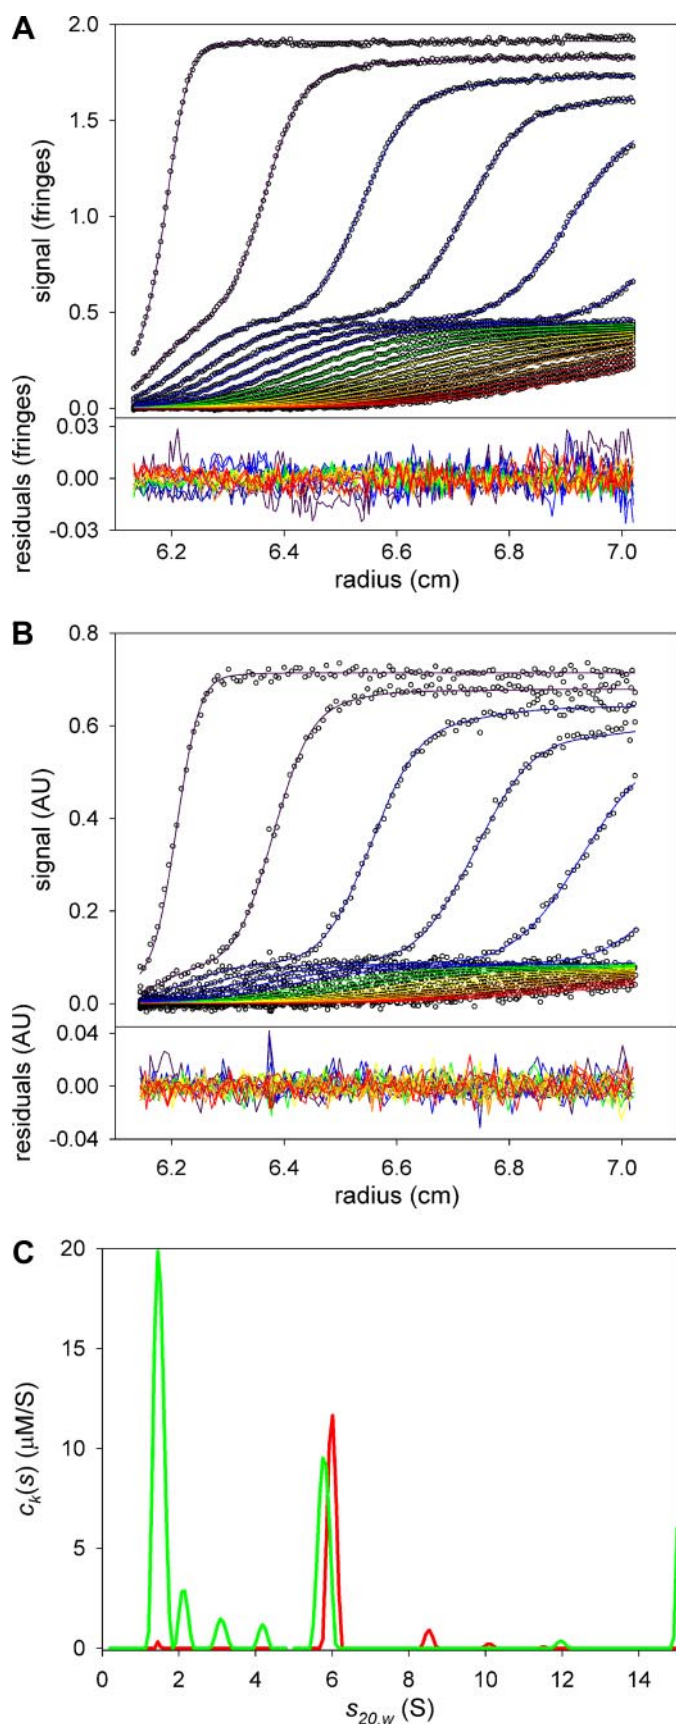 A
2.0
1.5
1.0
0.5
0.0
signal (fringes)
0.03
0.00
-0.03
residuals (fringes)
6.2 6.4 6.6 6.8 7.0
radius (cm)
B
0.8
0.6
0.4
0.2
0.0
signal (AU)
0.04
0.00
-0.04
residuals (AU)
6.2 6.4 6.6 6.8 7.0
radius (cm)
C
20
15
10
5
0
c_k(s) (µM/S)
0 2 4 6 8 10 12 14
s_20,w (S)